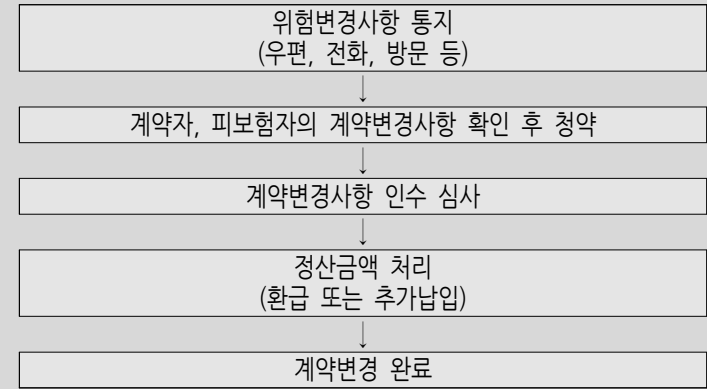 위험변경사항 통지
(우편, 전화, 방문 등)
↓
계약자, 피보험자의 계약변경사항 확인 후 청약
↓
계약변경사항 인수 심사
↓
정산금액 처리
(환급 또는 추가납입)
↓
계약변경 완료